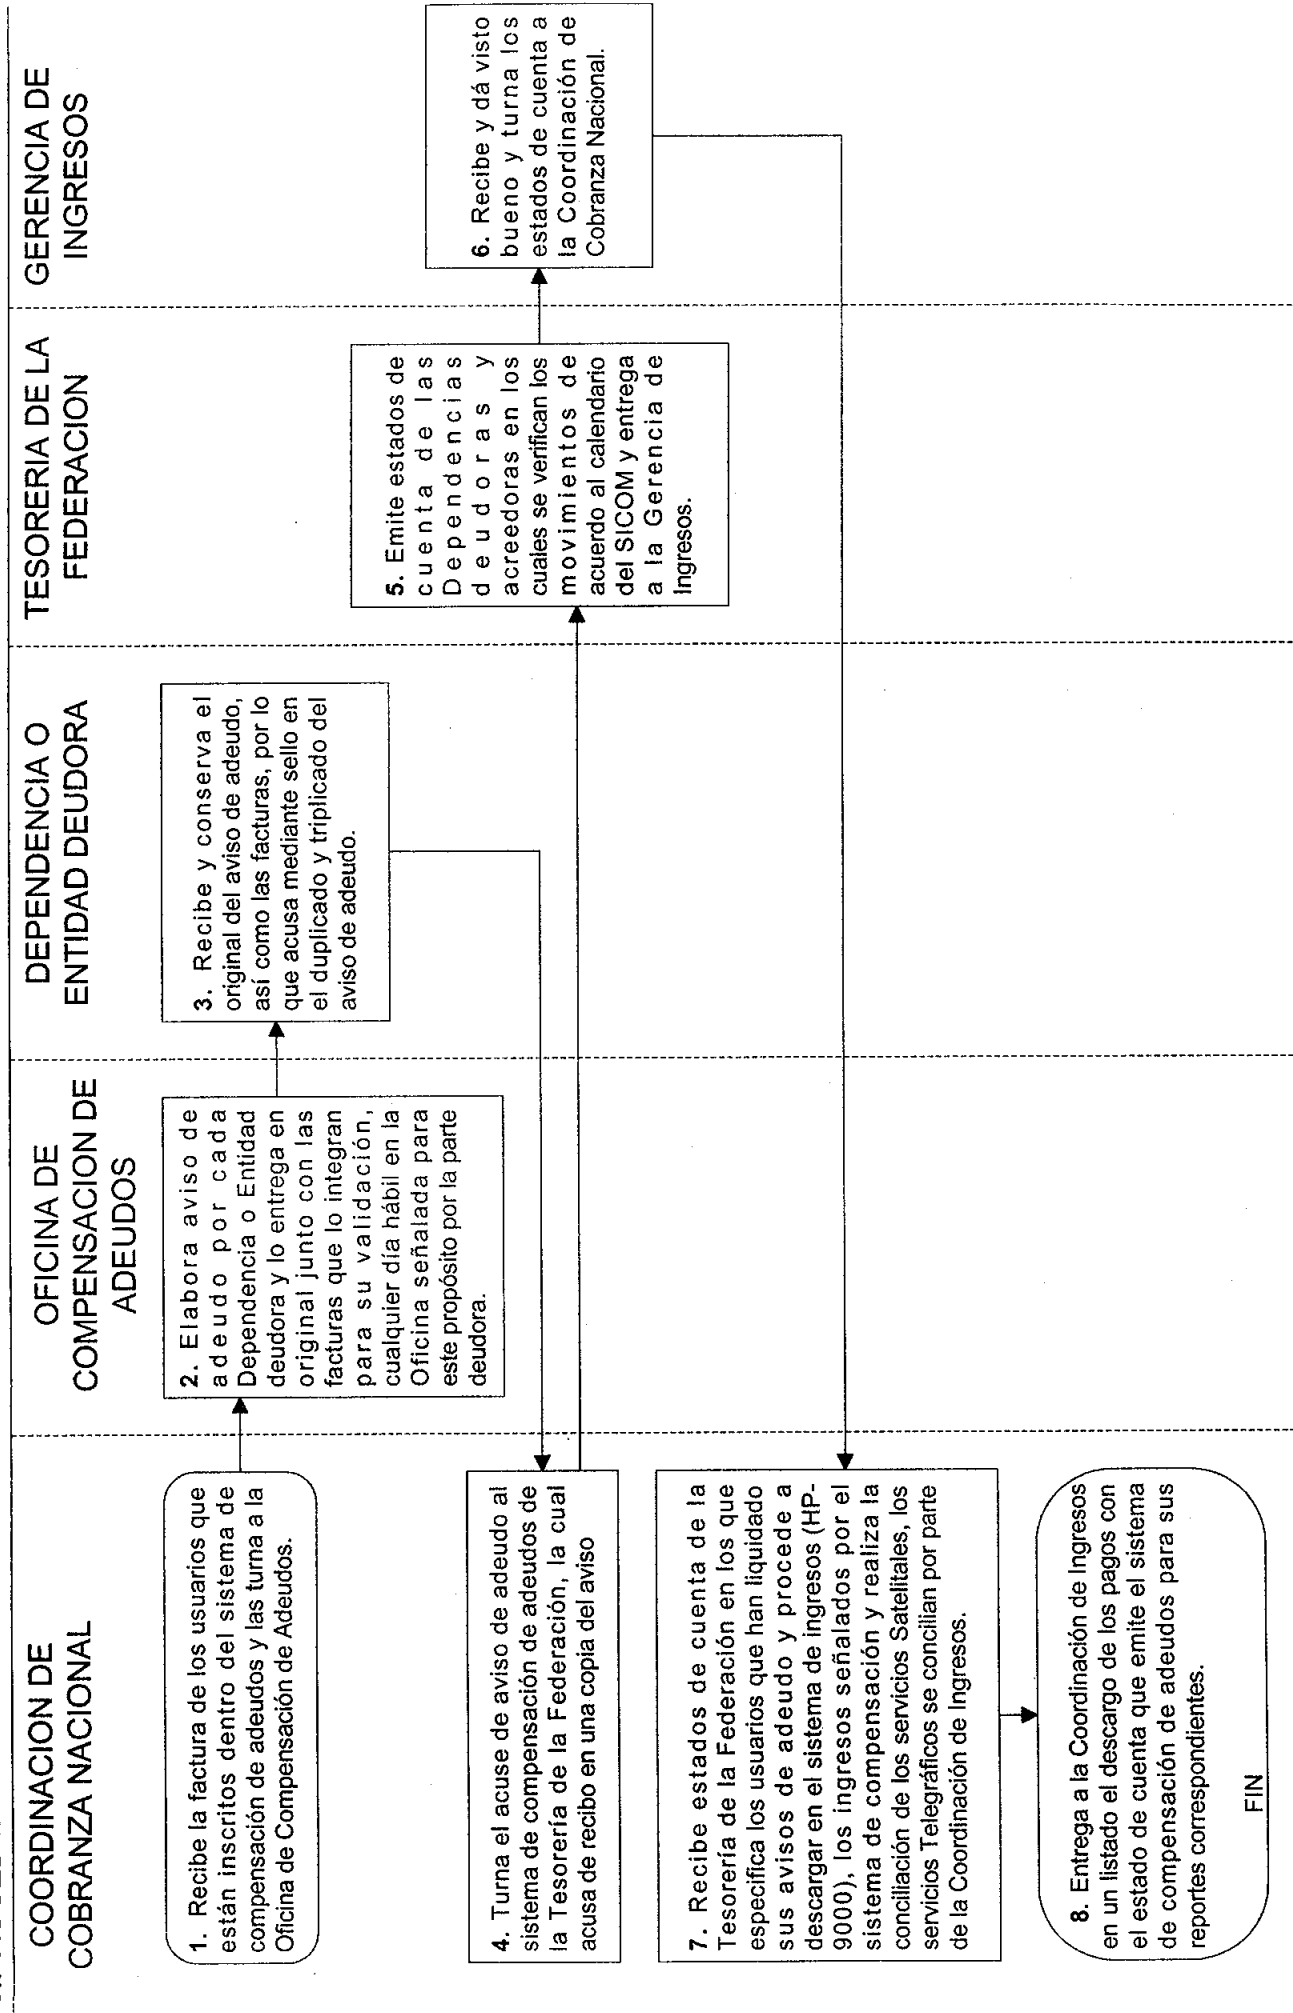 COORDINACION DE
COBRANZA NACIONAL
OFICINA DE
COMPENSACION DE
ADEUDOS
DEPENDENCIA O
ENTIDAD DEUDORA
TESORERIA DE LA
FEDERACION
GERENCIA DE
INGRESOS
1. Recibe la factura de los usuarios que
están inscritos dentro del sistema de
compensación de adeudos y las turna a la
Oficina de Compensación de Adeudos.
2. Elabora aviso de
adeudo por cada
Dependencia o Entidad
deudora y lo entrega en
original junto con las
facturas que lo integran
para su validación,
cualquier día hábil en la
Oficina señalada para
este propósito por la parte
deudora.
3. Recibe y conserva el
original del aviso de adeudo,
así como las facturas, por lo
que acusa mediante sello en
el duplicado y triplicado del
aviso de adeudo.
4. Turna el acuse de aviso de adeudo al
sistema de compensación de adeudos de
la Tesorería de la Federación, la cual
acusa de recibo en una copia del aviso
5. Emite estados de
cuenta de las
Dependencias
deudoras y
acreedoras en los
cuales se verifican los
movimientos de
acuerdo al calendario
del SICOM y entrega
a la Gerencia de
Ingresos.
6. Recibe y dá visto
bueno y turna los
estados de cuenta a
la Coordinación de
Cobranza Nacional.
7. Recibe estados de cuenta de la
Tesorería de la Federación en los que
especifica los usuarios que han liquidado
sus avisos de adeudo y procede a
descargar en el sistema de ingresos (HP-
9000), los ingresos señalados por el
sistema de compensación y realiza la
conciliación de los servicios Satelitales, los
servicios Telegráficos se concilian por parte
de la Coordinación de Ingresos.
8. Entrega a la Coordinación de Ingresos
en un listado el descargo de los pagos con
el estado de cuenta que emite el sistema
de compensación de adeudos para sus
reportes correspondientes.
FIN